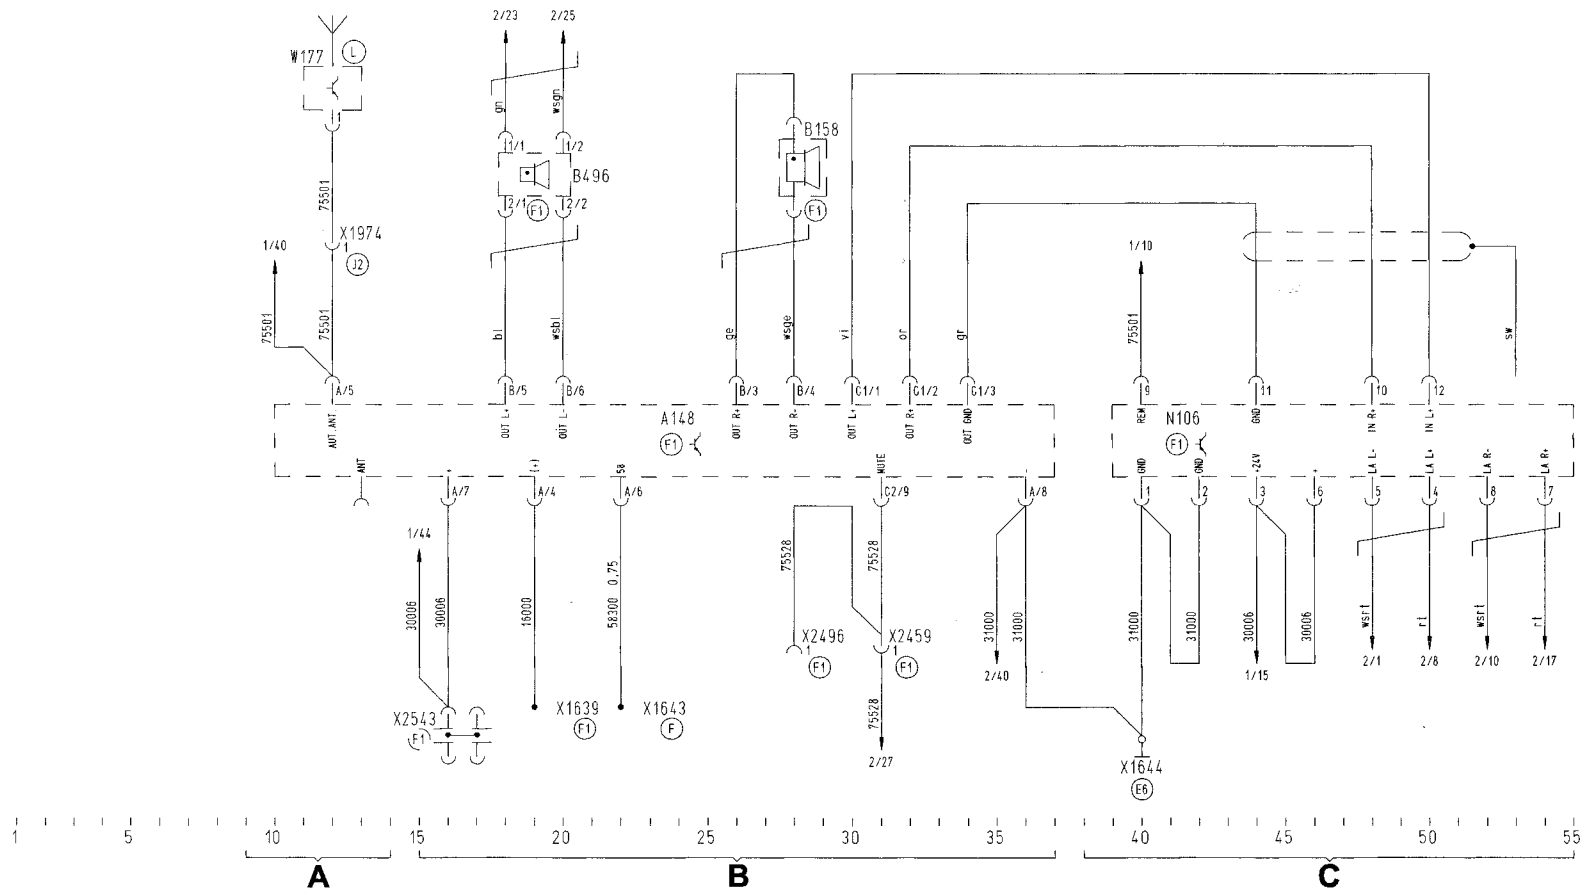 2/23 2/25
W177 L
1
gn wsgn
1/1 1/2
B496
2/1 2/2
F1
B158
F1
75501
X1974
1
J2
1/40
75501 75501
bl wsbl
ge wsge vi or gr
1/10
75501
sw
A/5 B/5 B/6 B/3 B/4 C1/1 C1/2 C1/3 9 11 10 12
AUT.ANT. OUT L+ OUT L- OUT R+ OUT R- OUT L+ OUT R+ OUT GND REM GND IN R+ IN L+
A148
F1
N106
F1
ANT + (+) 58 MUTE - GND GND +24V + LA L- LA L+ LA R- LA R+
A/7 A/4 A/6 C2/9 A/8 1 2 3 6 5 4 8 7
1/44
30006 30006 16000 58300 0,75 75528 75528 31000 31000 31000 31000 30006 30006 wsrt rt wsrt rt
X2496
1
F1
X2459
1
F1
2/40 1/15 2/1 2/8 2/10 2/17
X2543
F1
X1639
F1
X1643
F
75528
2/27
X1644
E6
1 5 10 15 20 25 30 35 40 45 50 55
A B C